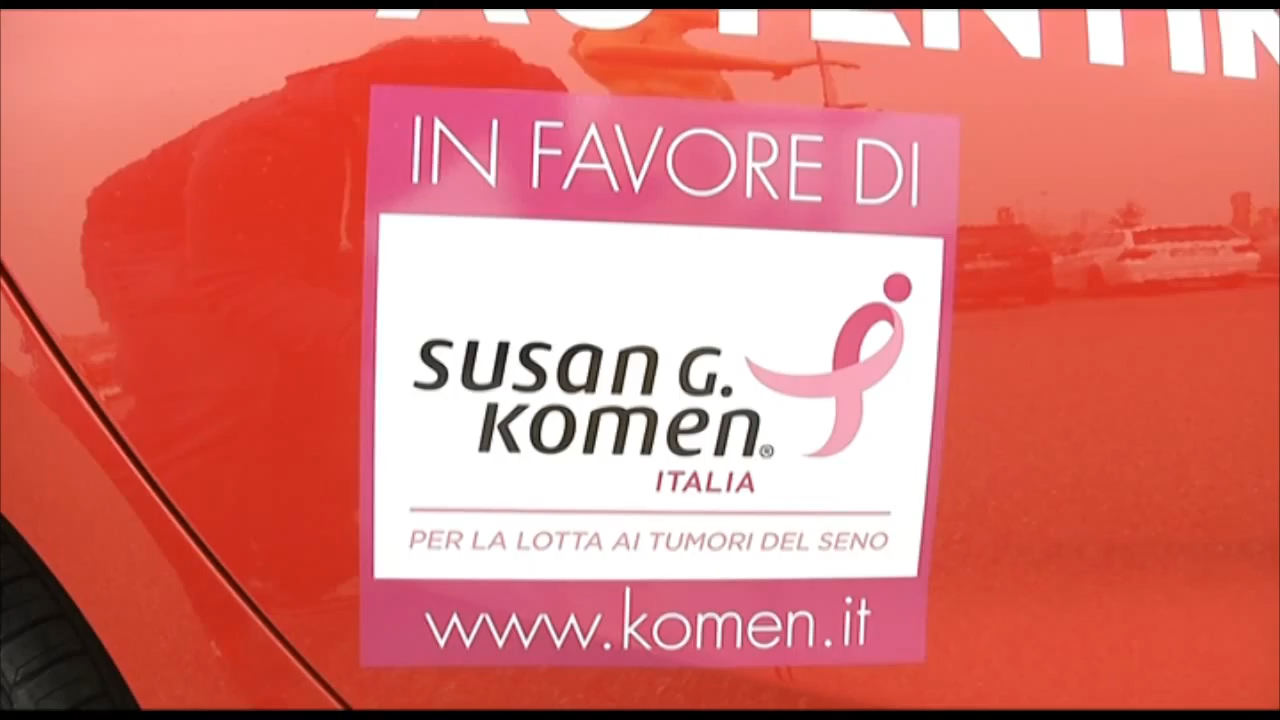 IN FAVORE DI
susan G.
komen®
ITALIA
PER LA LOTTA AI TUMORI DEL SENO
www.komen.it